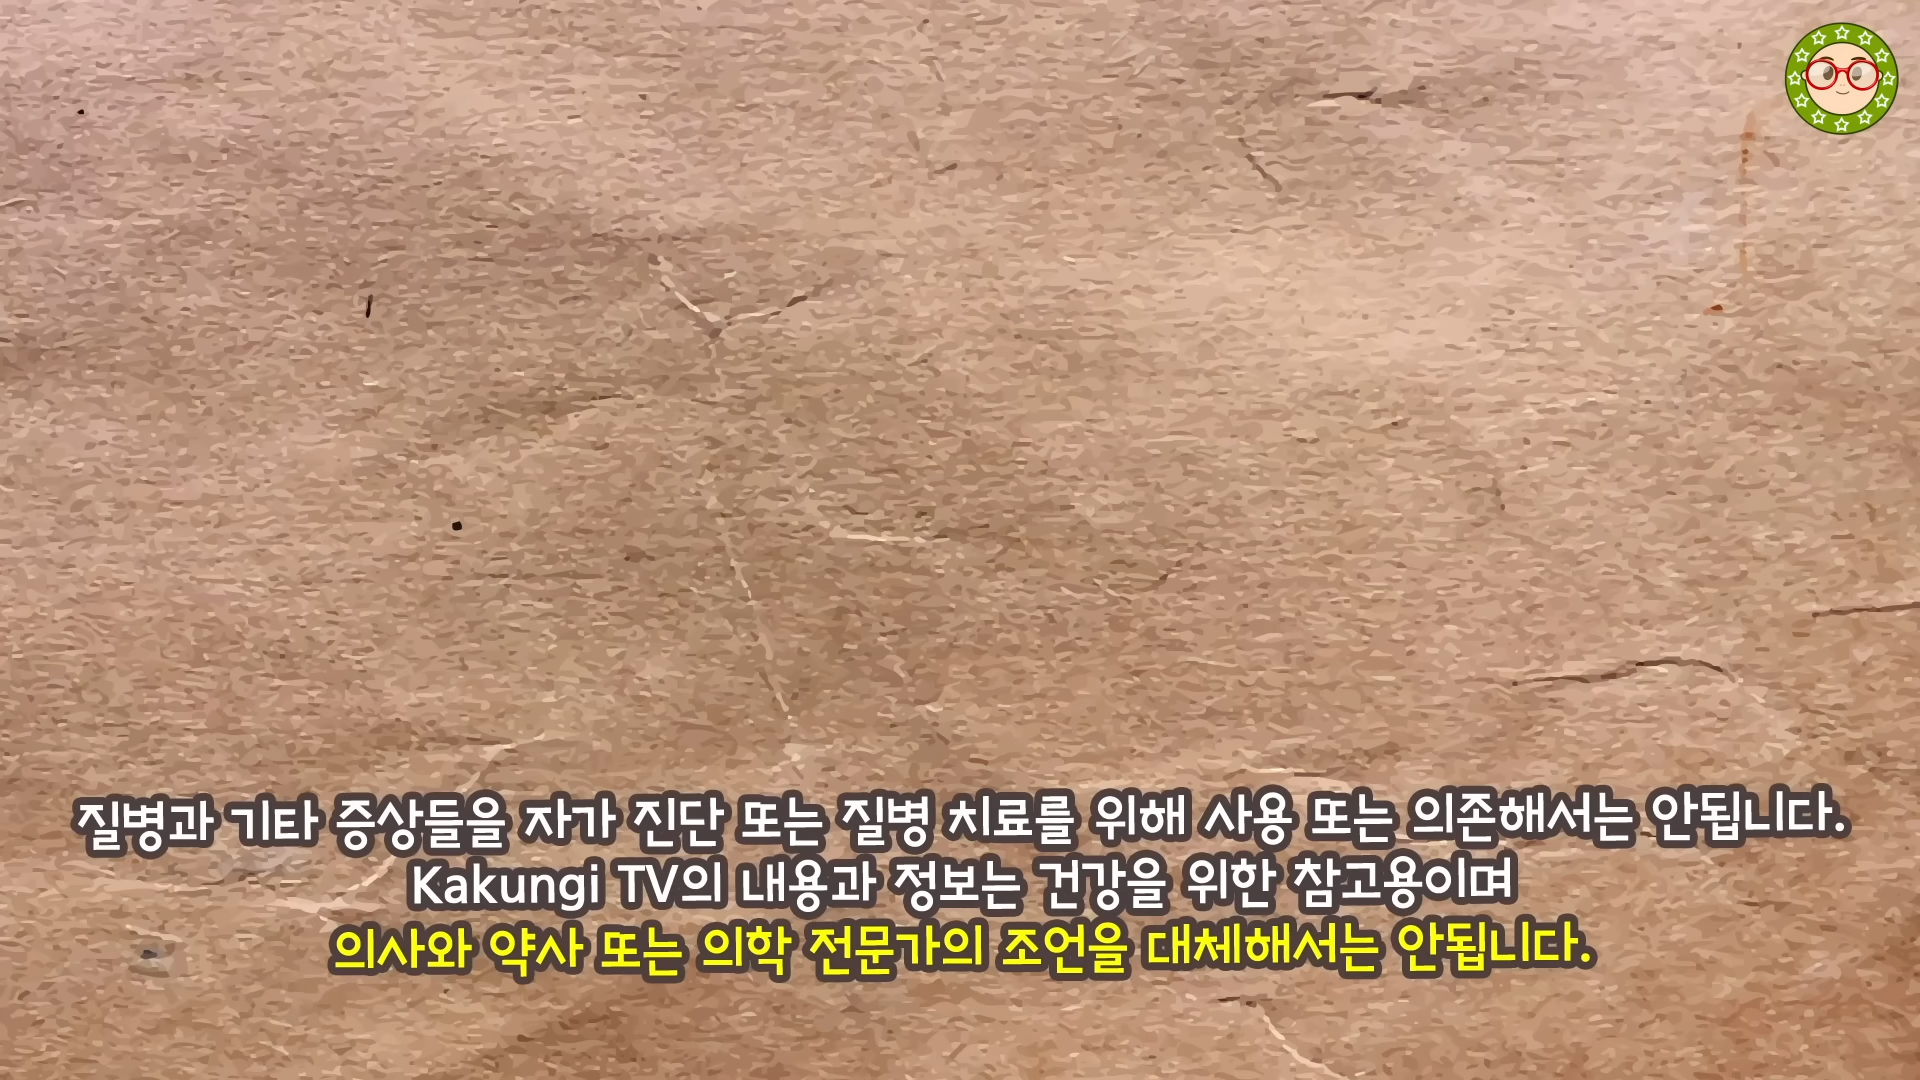 질병과 기타 증상들을 자가 진단 또는 질병 치료를 위해 사용 또는 의존해서는 안됩니다.
Kakungi TV의 내용과 정보는 건강을 위한 참고용이며
의사와 약사 또는 의학 전문가의 조언을 대체해서는 안됩니다.